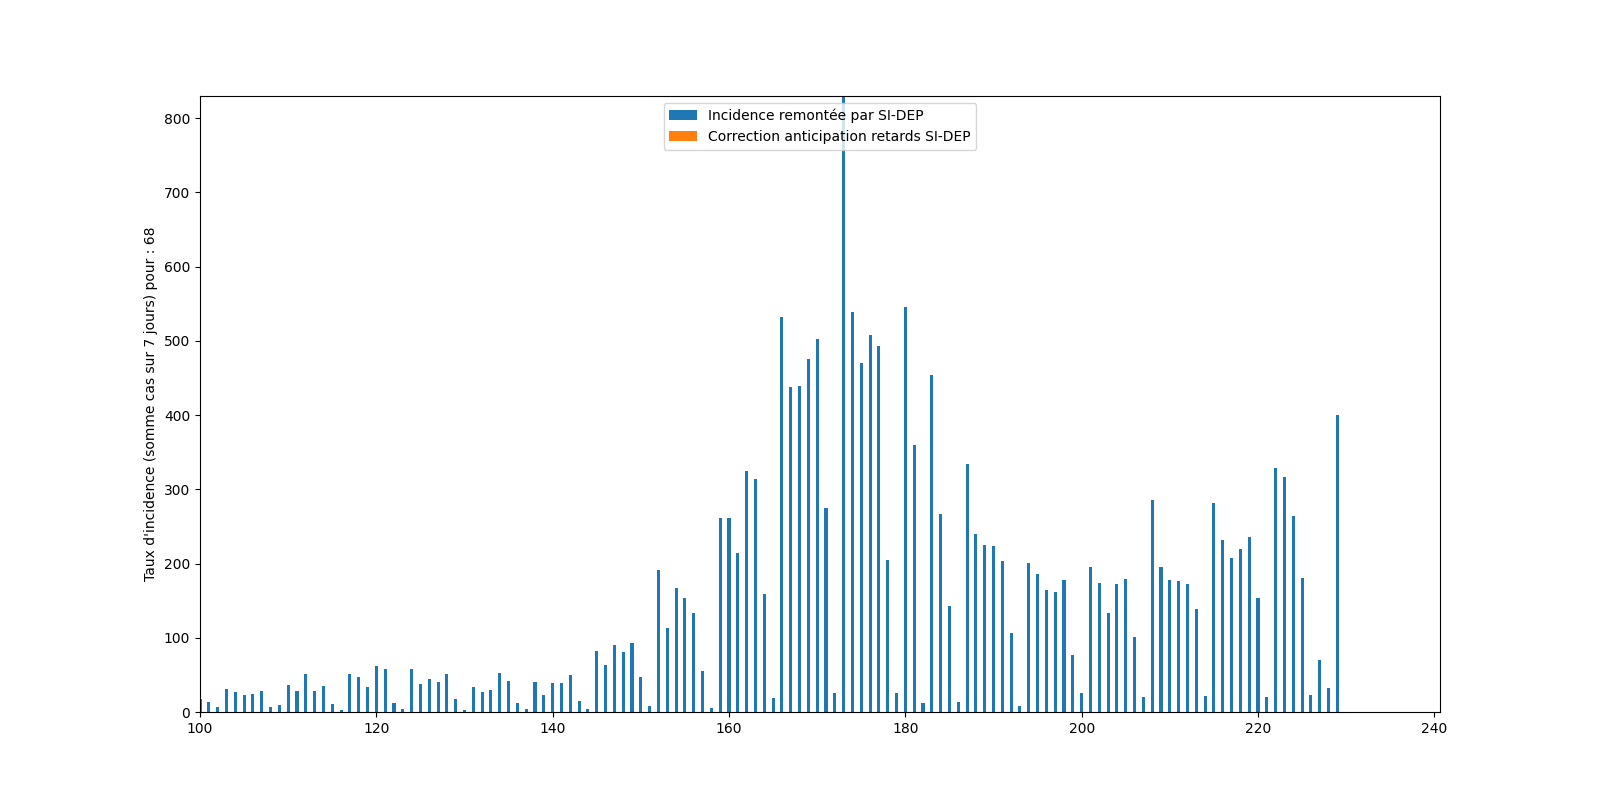 Incidence remontée par SI-DEP
Correction anticipation retards SI-DEP
Taux d'incidence (somme cas sur 7 jours) pour : 68
800
700
600
500
400
300
200
100
0
100 120 140 160 180 200 220 240